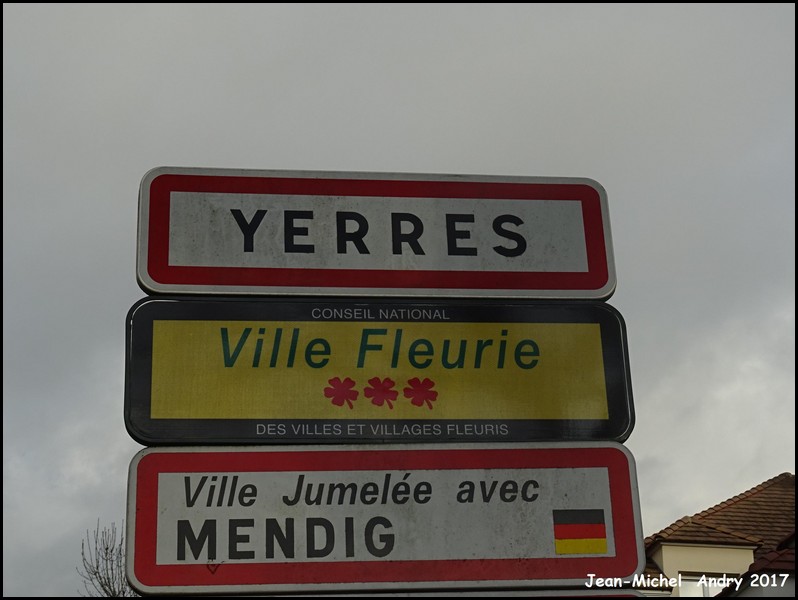 YERRES
CONSEIL NATIONAL
Ville Fleurie
DES VILLES ET VILLAGES FLEURIS
Ville Jumelée avec
MENDIG
Jean-Michel Andry 2017